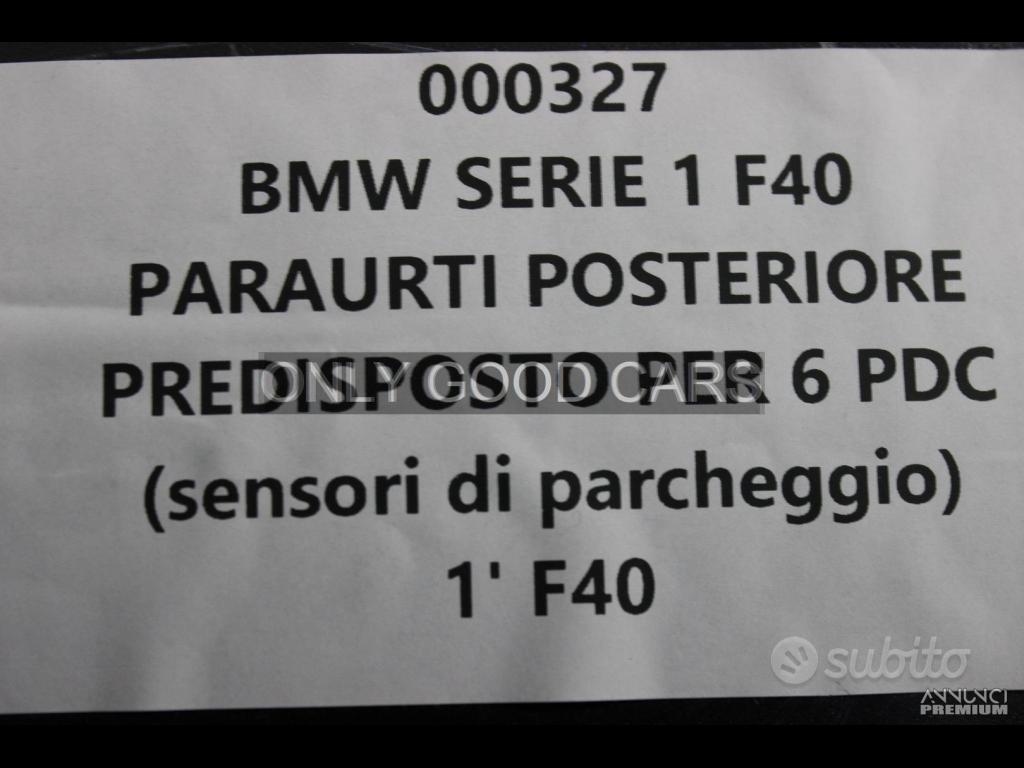 000327
BMW SERIE 1 F40
PARAURTI POSTERIORE
PREDISPOSTO PER 6 PDC
ONLY GOOD CARS
(sensori di parcheggio)
1' F40
subito
ANNUNCI
PREMIUM